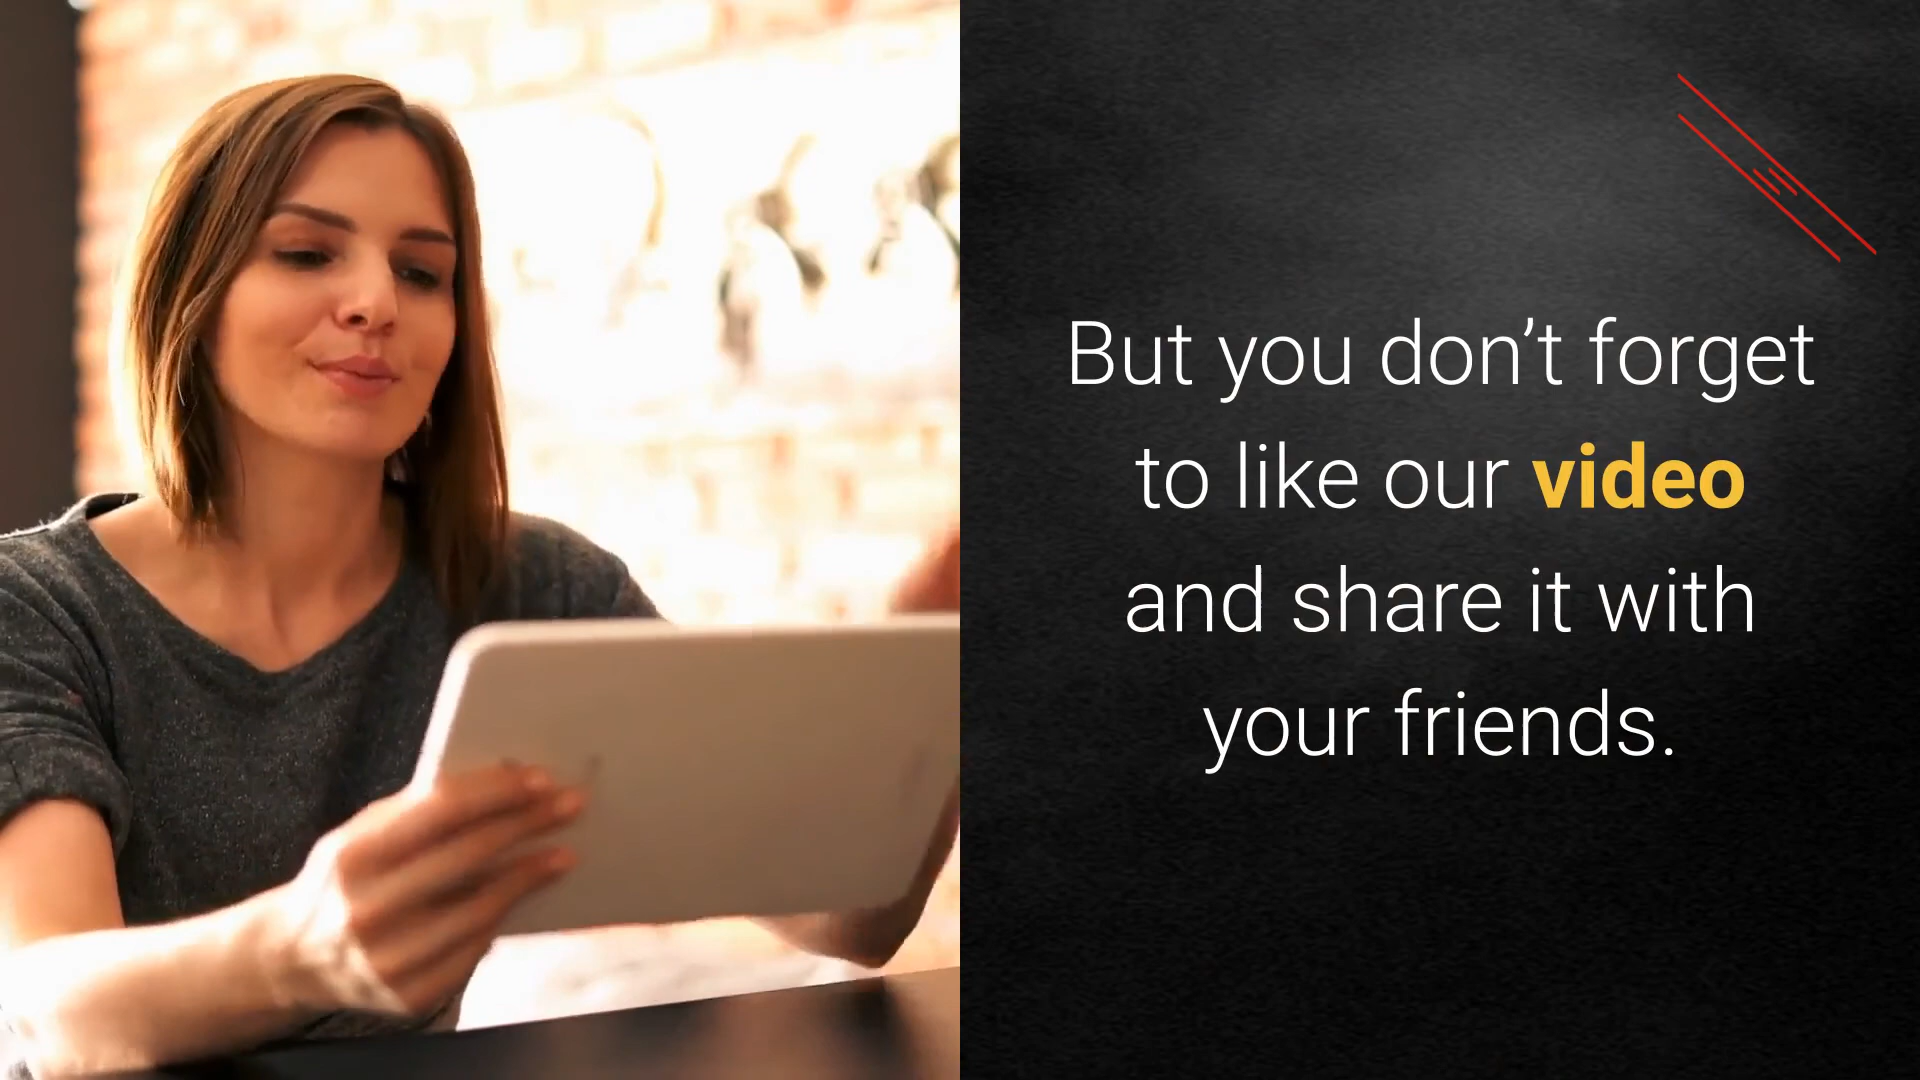 But you don’t forget
to like our video
and share it with
your friends.